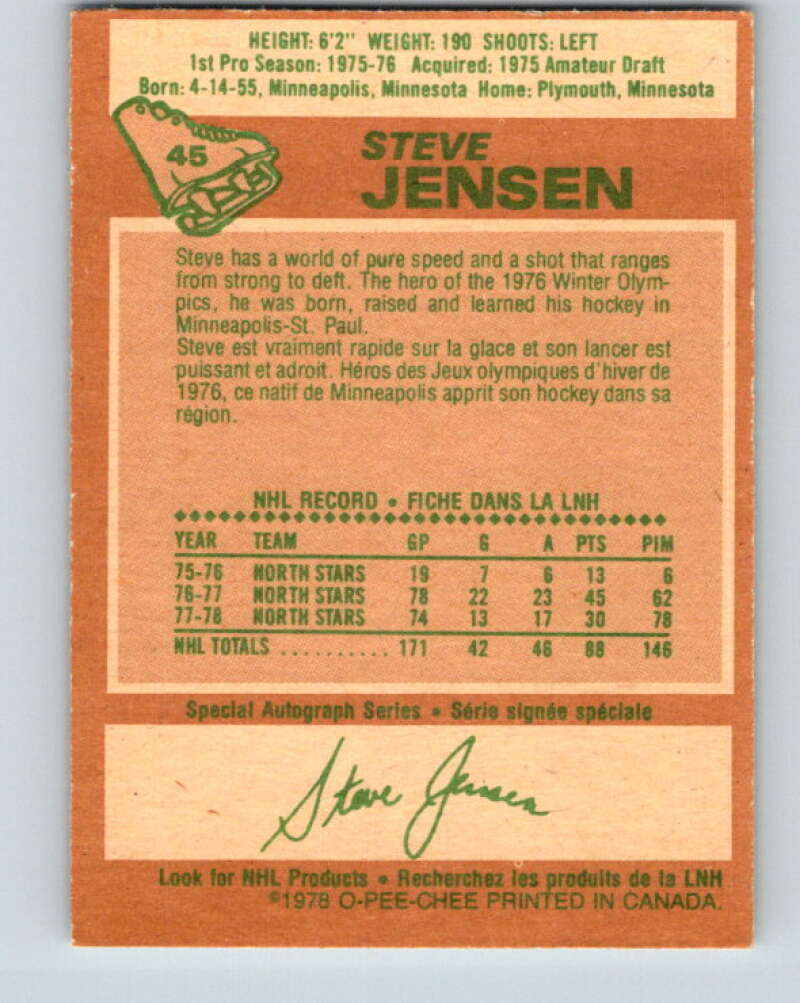 HEIGHT: 6'2" WEIGHT: 190 SHOOTS: LEFT
1st Pro Season: 1975-76 Acquired: 1975 Amateur Draft
Born: 4-14-55, Minneapolis, Minnesota Home: Plymouth, Minnesota
45
STEVE
JENSEN
Steve has a world of pure speed and a shot that ranges
from strong to deft. The hero of the 1976 Winter Olym-
pics, he was born, raised and learned his hockey in
Minneapolis-St. Paul.
Steve est vraiment rapide sur la glace et son lancer est
puissant et adroit. Héros des Jeux olympiques d'hiver de
1976, ce natif de Minneapolis apprit son hockey dans sa
région.
NHL RECORD • FICHE DANS LA LNH
YEAR TEAM GP G A PTS PIM
75-76 NORTH STARS 19 7 6 13 6
76-77 NORTH STARS 78 22 23 45 62
77-78 NORTH STARS 74 13 17 30 78
NHL TOTALS .......... 171 42 46 88 146
Special Autograph Series • Série signée spéciale
Steve Jensen
Look for NHL Products • Recherchez les produits de la LNH
©1978 O-PEE-CHEE PRINTED IN CANADA.